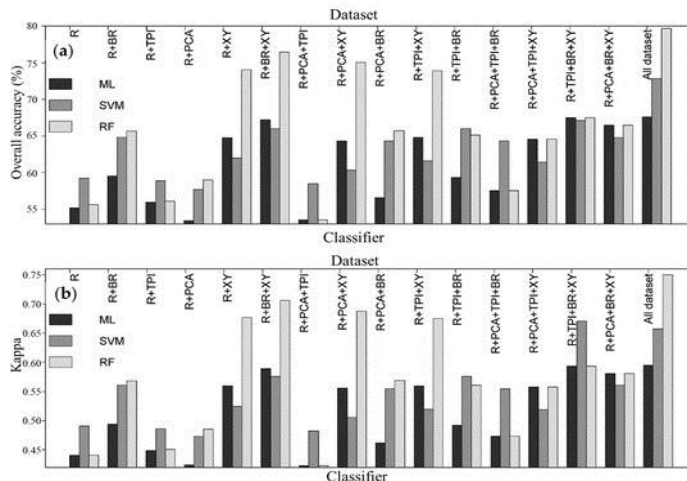 Dataset
80
75
70
65
60
55
Overall accuracy (%)
(a)
ML
SVM
RF
R
R+BR
R+TPI
R+PCA
R+XY
R+BR+XY
R+PCA+TPI
R+PCA+XY
R+PCA+BR
R+TPI+XY
R+TPI+BR
R+PCA+TPI+BR
R+PCA+TPI+XY
R+TPI+BR+XY
R+PCA+BR+XY
All dataset
Classifier
Dataset
0.75
0.70
0.65
0.60
0.55
0.50
0.45
Kappa
(b)
ML
SVM
RF
R
R+BR
R+TPI
R+PCA
R+XY
R+BR+XY
R+PCA+TPI
R+PCA+XY
R+PCA+BR
R+TPI+XY
R+TPI+BR
R+PCA+TPI+BR
R+PCA+TPI+XY
R+TPI+BR+XY
R+PCA+BR+XY
All dataset
Classifier